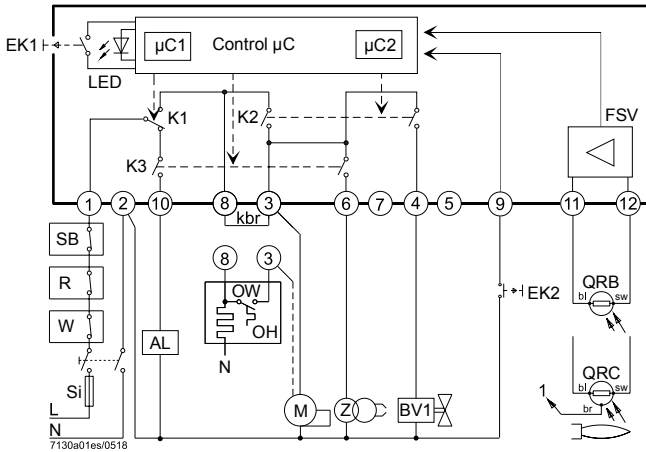 EK1
LED
µC1
Control µC
µC2
FSV
K1
K2
K3
1
2
10
8
3
6
7
4
5
9
11
12
kbr
SB
R
W
Si
L
N
AL
8
3
OW
OH
N
M
Z
BV1
EK2
QRB
bl
sw
QRC
bl
sw
br
1
7130a01es/0518